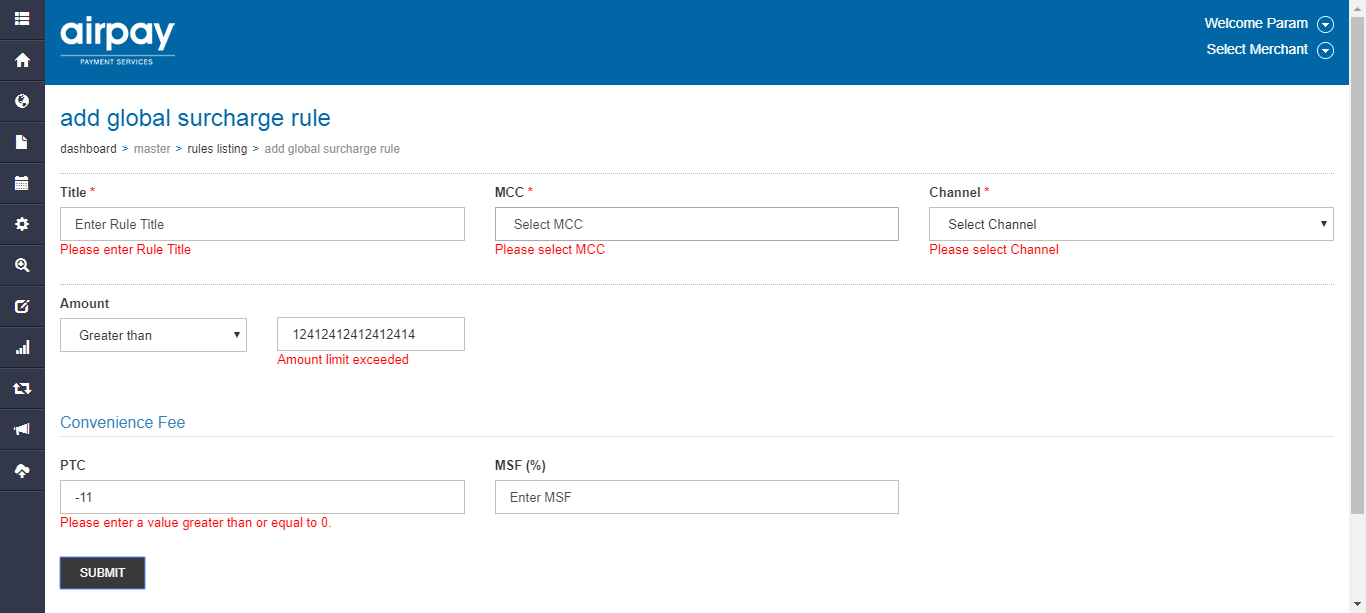 airpay
PAYMENT SERVICES
Welcome Param
Select Merchant
add global surcharge rule
dashboard > master > rules listing > add global surcharge rule
Title * MCC * Channel *
Enter Rule Title Select MCC Select Channel
Please enter Rule Title Please select MCC Please select Channel
Amount
Greater than 12412412412412414
Amount limit exceeded
Convenience Fee
PTC MSF (%)
-11 Enter MSF
Please enter a value greater than or equal to 0.
SUBMIT